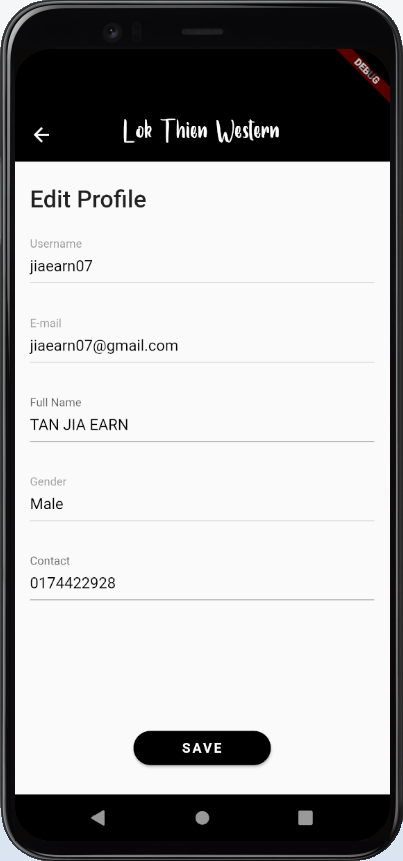 DEBUG
Lok Thien Western
Edit Profile
Username
jiaearn07
E-mail
jiaearn07@gmail.com
Full Name
TAN JIA EARN
Gender
Male
Contact
0174422928
SAVE